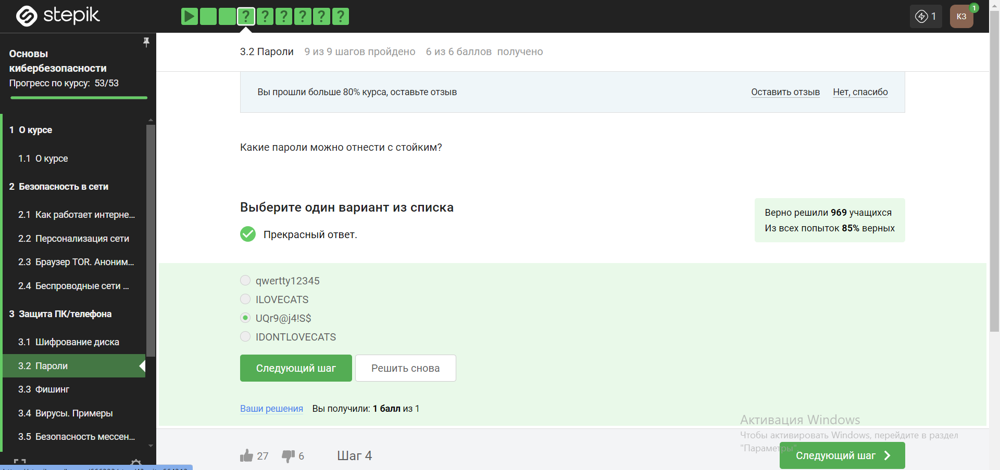 stepik
? ? ? ? ? ?
1
КЗ
1
Основы
кибербезопасности
Прогресс по курсу: 53/53
1 О курсе
1.1 О курсе
2 Безопасность в сети
2.1 Как работает интерне...
2.2 Персонализация сети
2.3 Браузер TOR. Аноним...
2.4 Беспроводные сети ...
3 Защита ПК/телефона
3.1 Шифрование диска
3.2 Пароли
3.3 Фишинг
3.4 Вирусы. Примеры
3.5 Безопасность мессен...
3.2 Пароли 9 из 9 шагов пройдено 6 из 6 баллов получено
Вы прошли больше 80% курса, оставьте отзыв
Оставить отзыв Нет, спасибо
Какие пароли можно отнести с стойким?
Выберите один вариант из списка
Прекрасный ответ.
Верно решили 969 учащихся
Из всех попыток 85% верных
qwertty12345
ILOVECATS
UQr9@j4!S$
IDONTLOVECATS
Следующий шаг Решить снова
Ваши решения Вы получили: 1 балл из 1
Активация Windows
Чтобы активировать Windows, перейдите в раздел
"Параметры".
27 6 Шаг 4
Следующий шаг